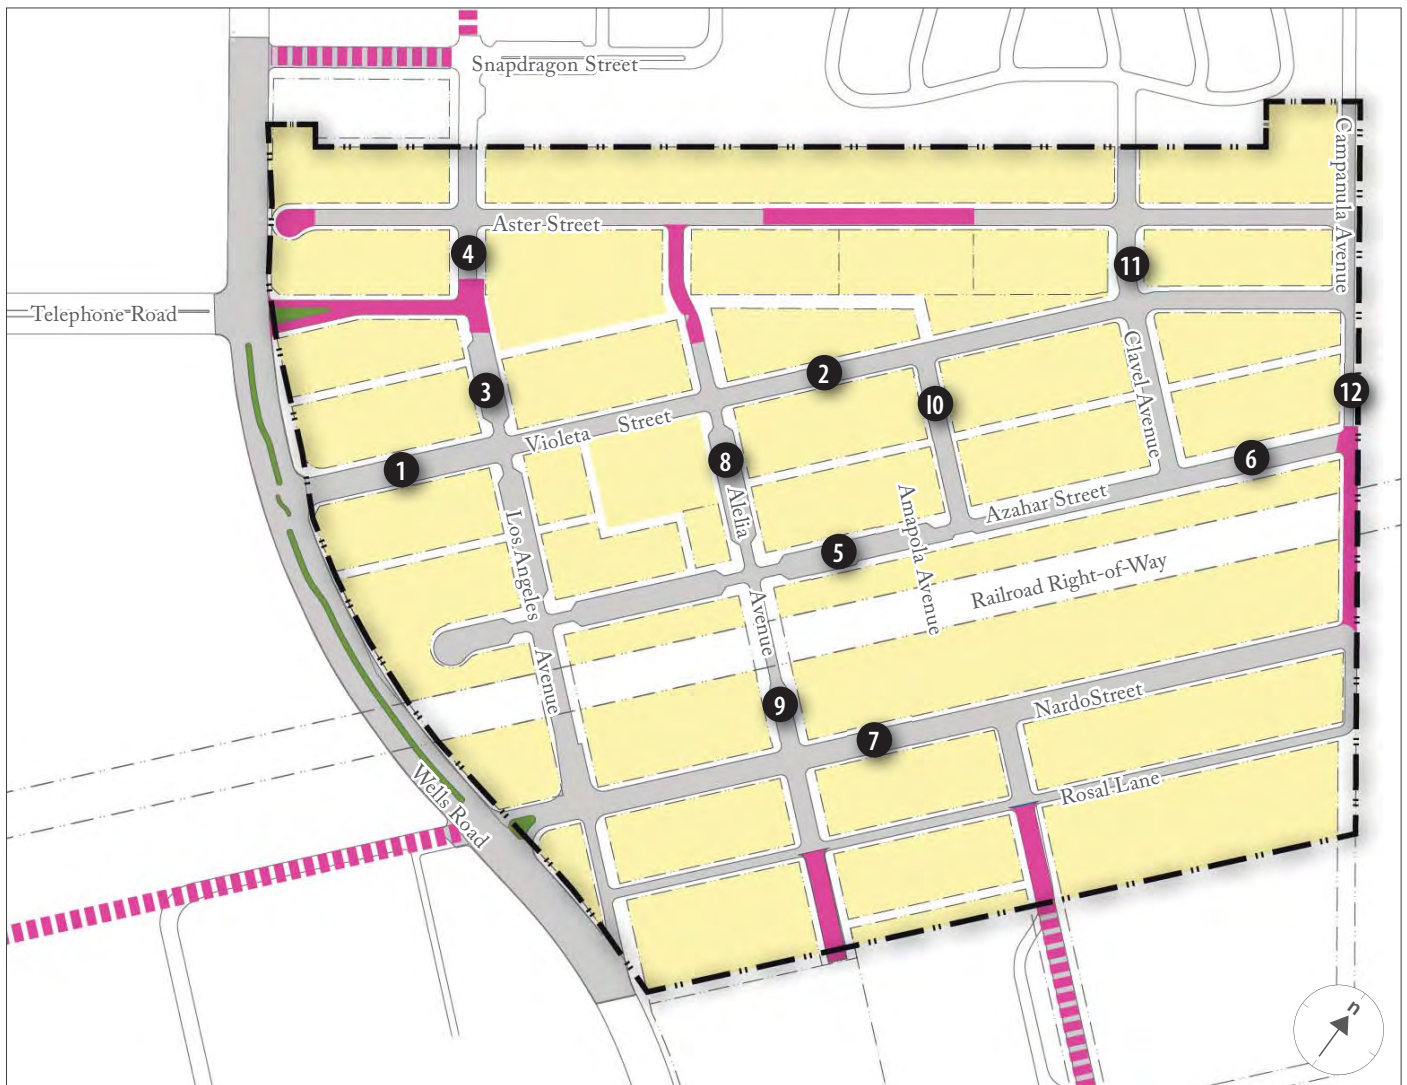 Snapdragon Street
Campanula Avenue
Aster Street
4
11
Telephone Road
Clavel Avenue
2
3
12
10
Violeta Street
1
8
6
Alelia
Amapola Avenue
Azahar Street
Los Angeles
5
Railroad Right-of-Way
Avenue
Avenue
9
Nardo Street
7
Wells Road
Rosal Lane
n